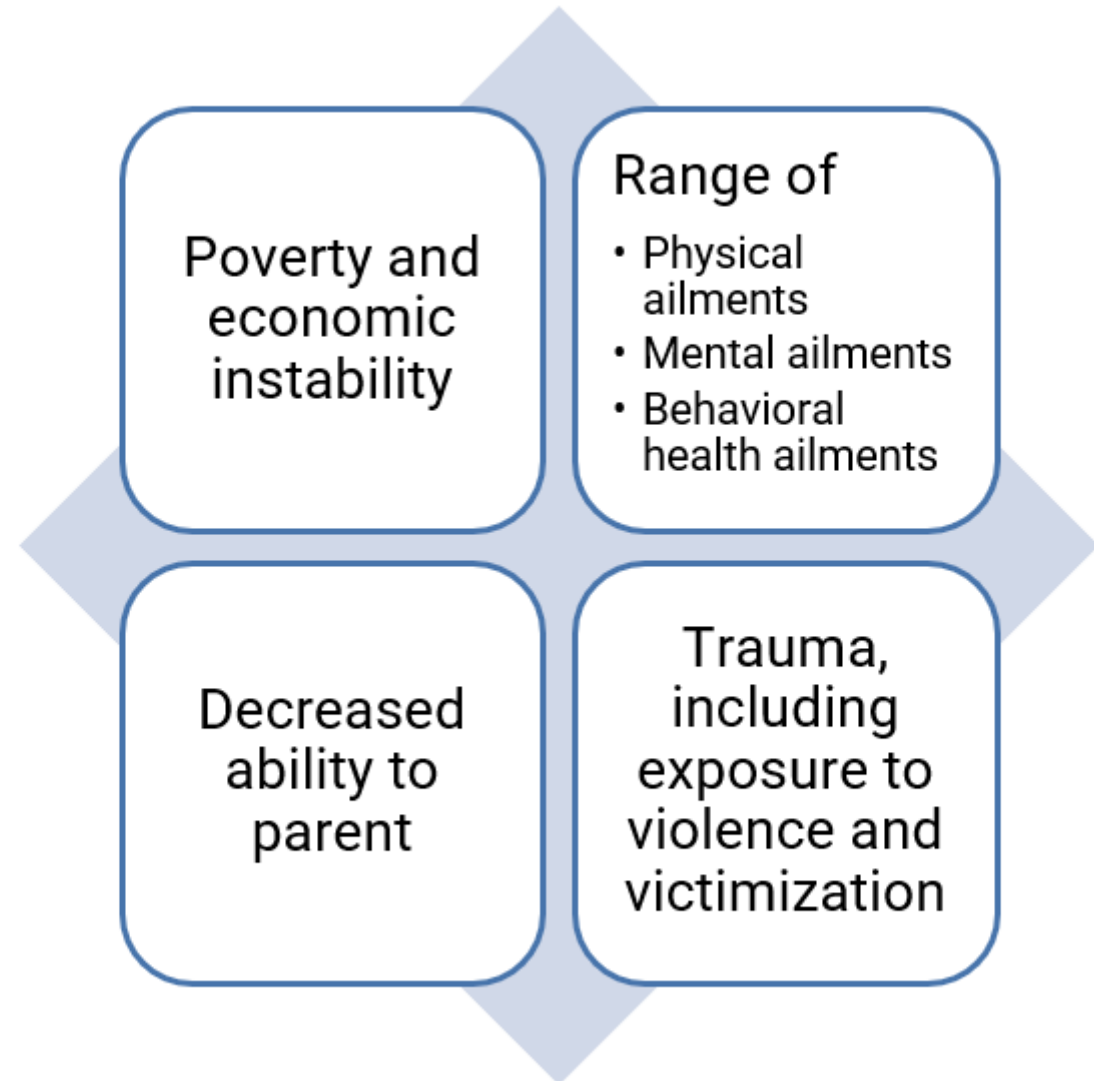 Poverty and
economic
instability
Range of
• Physical
ailments
• Mental ailments
• Behavioral
health ailments
Decreased
ability to
parent
Trauma,
including
exposure to
violence and
victimization